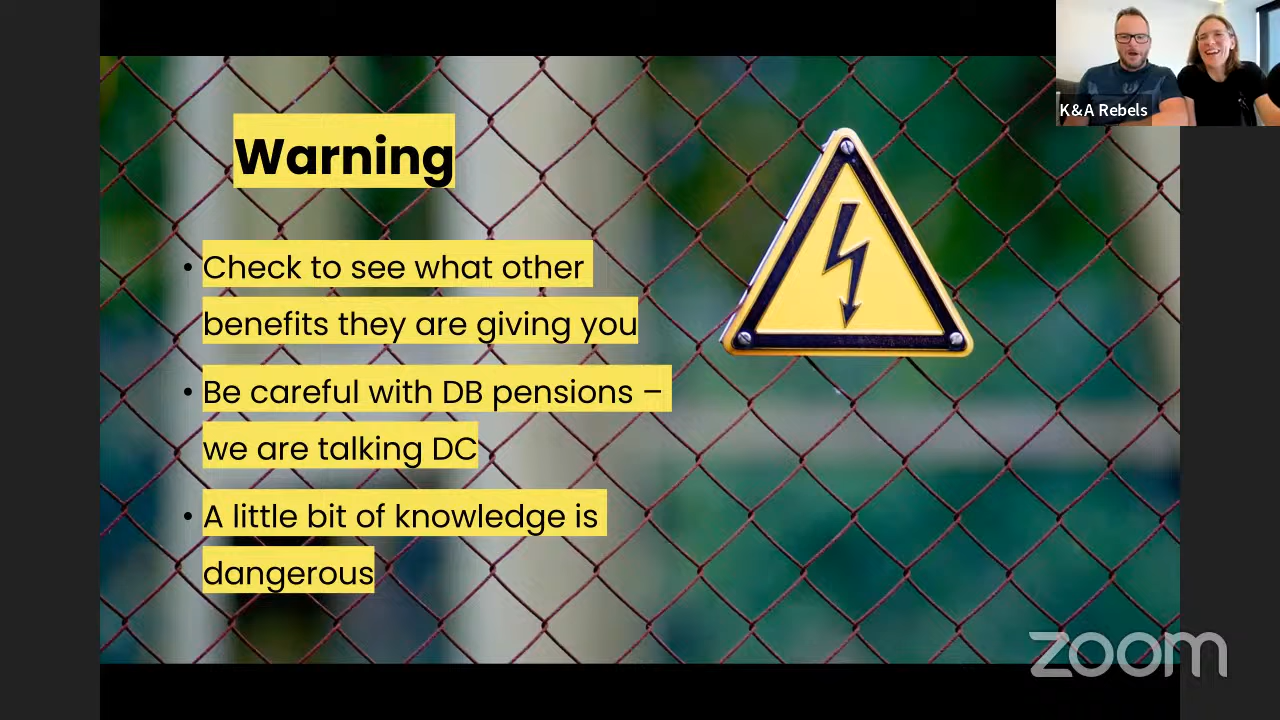 K&A Rebels
Warning
• Check to see what other
benefits they are giving you
• Be careful with DB pensions –
we are talking DC
• A little bit of knowledge is
dangerous
zoom